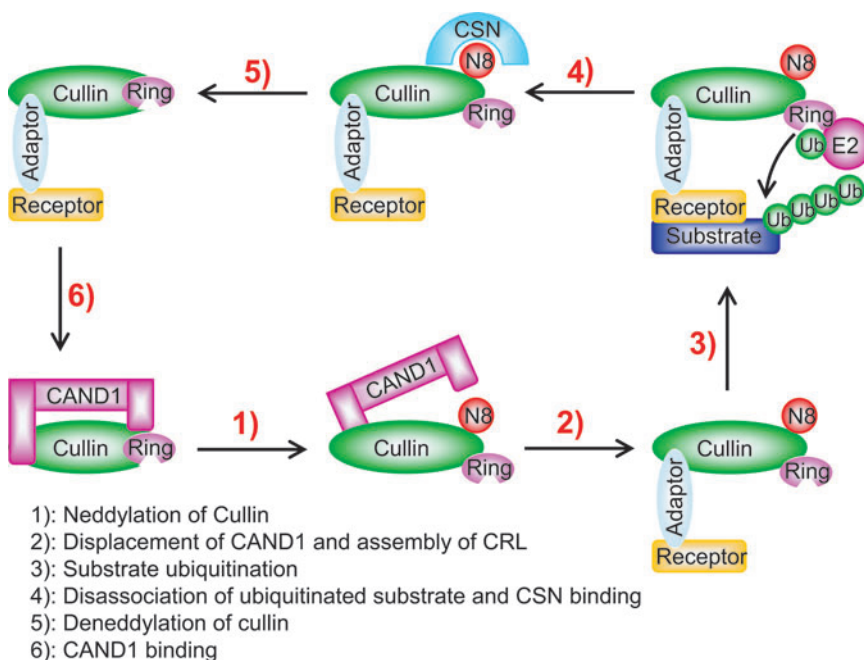 CSN
N8
Cullin
Ring
Adaptor
Receptor
5)
Cullin
Ring
Adaptor
Receptor
4)
N8
Cullin
Ring
Ub
E2
Adaptor
Receptor
Substrate
Ub
Ub
Ub
Ub
6)
3)
CAND1
Cullin
Ring
1)
CAND1
N8
Cullin
Ring
2)
N8
Cullin
Ring
Adaptor
Receptor
1): Neddylation of Cullin
2): Displacement of CAND1 and assembly of CRL
3): Substrate ubiquitination
4): Disassociation of ubiquitinated substrate and CSN binding
5): Deneddylation of cullin
6): CAND1 binding